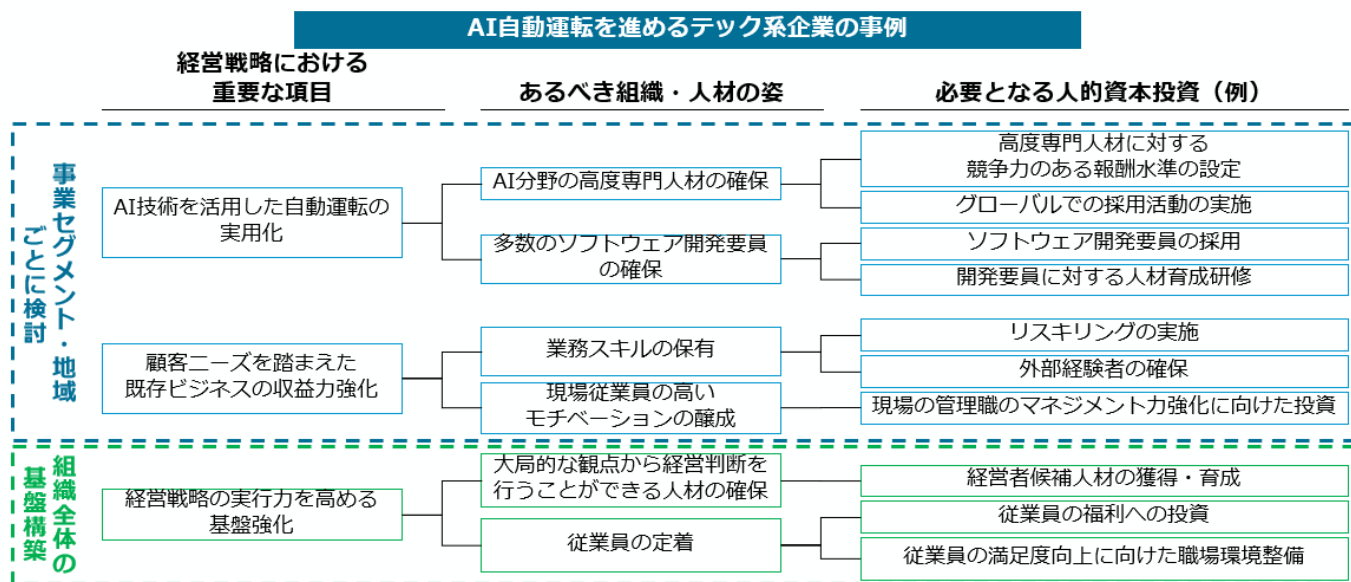 AI自動運転を進めるテック系企業の事例
経営戦略における
重要な項目
あるべき組織・人材の姿
必要となる人的資本投資（例）
事業セグメント・地域
ごとに検討
AI技術を活用した自動運転の
実用化
AI分野の高度専門人材の確保
高度専門人材に対する
競争力のある報酬水準の設定
グローバルでの採用活動の実施
多数のソフトウェア開発要員
の確保
ソフトウェア開発要員の採用
開発要員に対する人材育成研修
顧客ニーズを踏まえた
既存ビジネスの収益力強化
業務スキルの保有
リスキリングの実施
外部経験者の確保
現場従業員の高い
モチベーションの醸成
現場の管理職のマネジメント力強化に向けた投資
組織全体の
基盤構築
経営戦略の実行力を高める
基盤強化
大局的な観点から経営判断を
行うことができる人材の確保
経営者候補人材の獲得・育成
従業員の定着
従業員の福利への投資
従業員の満足度向上に向けた職場環境整備